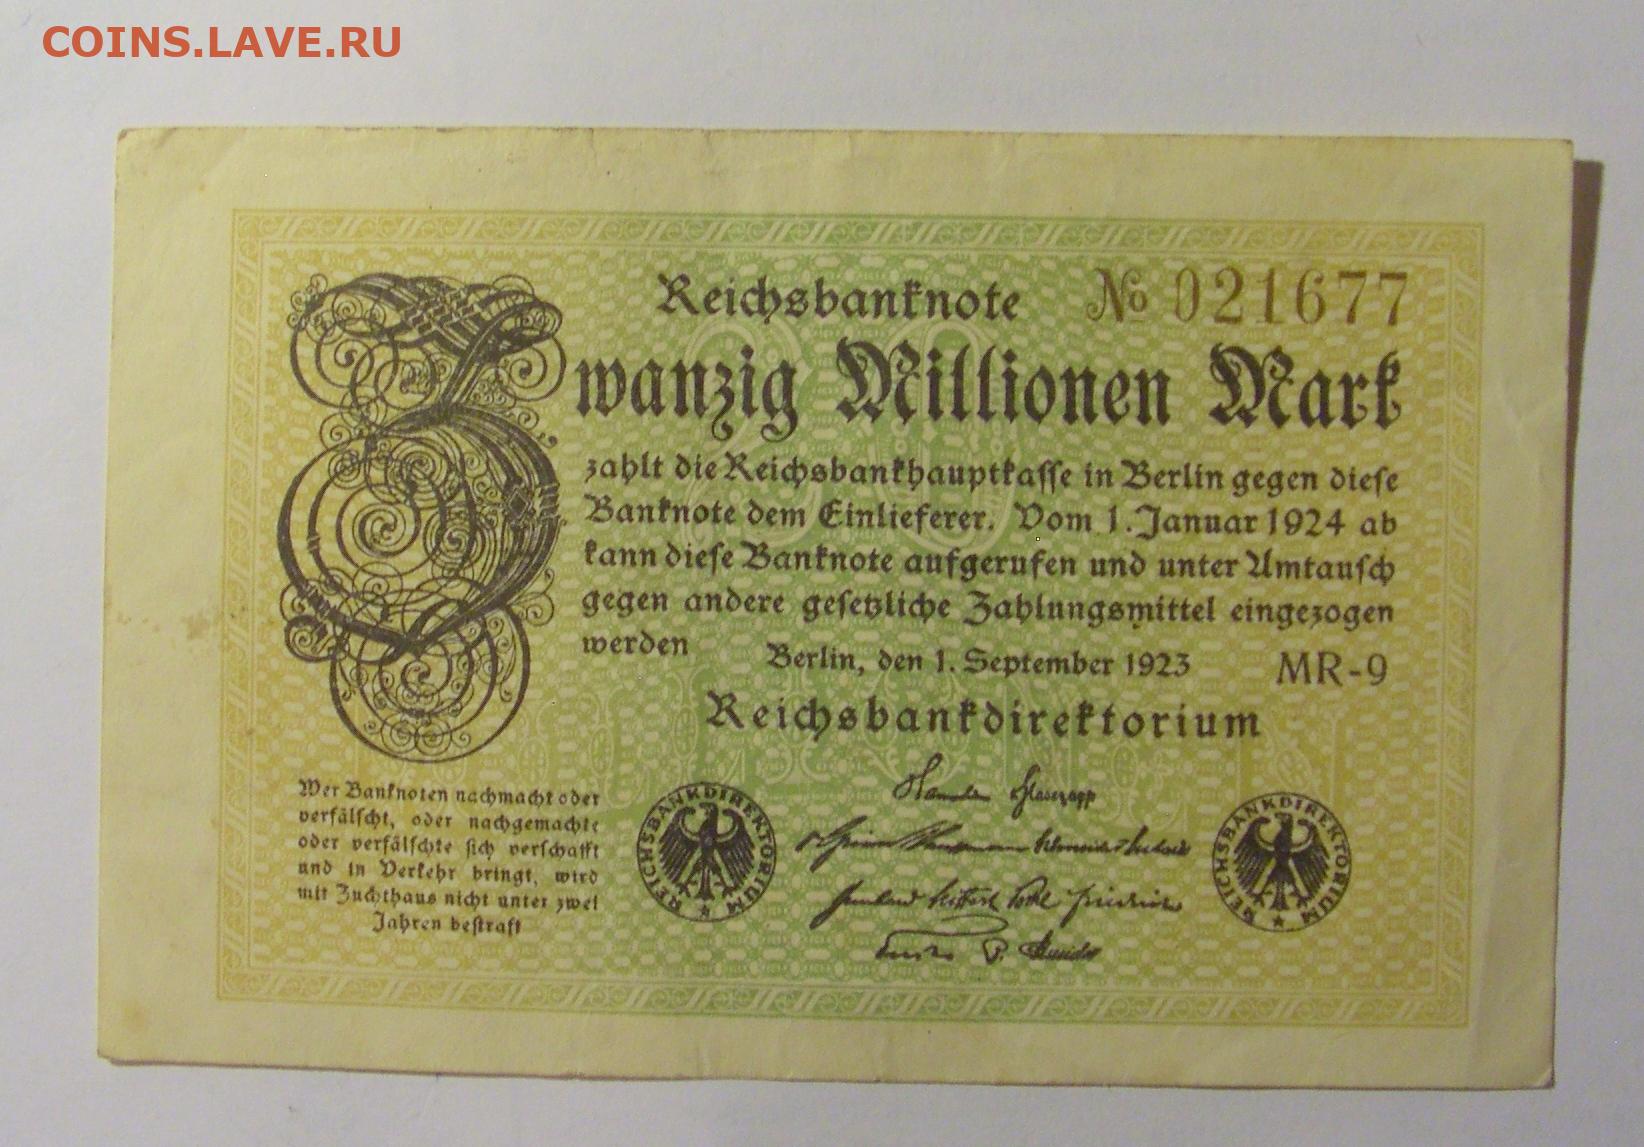 COINS.LAVE.RU
Reichsbanknote № 021677
Zwanzig Millionen Mark
zahlt die Reichsbankhauptkasse in Berlin gegen diese
Banknote dem Einlieferer. Vom 1. Januar 1924 ab
kann diese Banknote aufgerufen und unter Umtausch
gegen andere gesetzliche Zahlungsmittel eingezogen
werden
Berlin, den 1. September 1923 MR-9
Reichsbankdirektorium
Wer Banknoten nachmacht oder
verfälscht, oder nachgemachte
oder verfälschte sich verschafft
und in Verkehr bringt, wird
mit Zuchthaus nicht unter zwei
Jahren bestraft
REICHSBANKDIREKTORIUM
REICHSBANKDIREKTORIUM
20
MILLIONEN